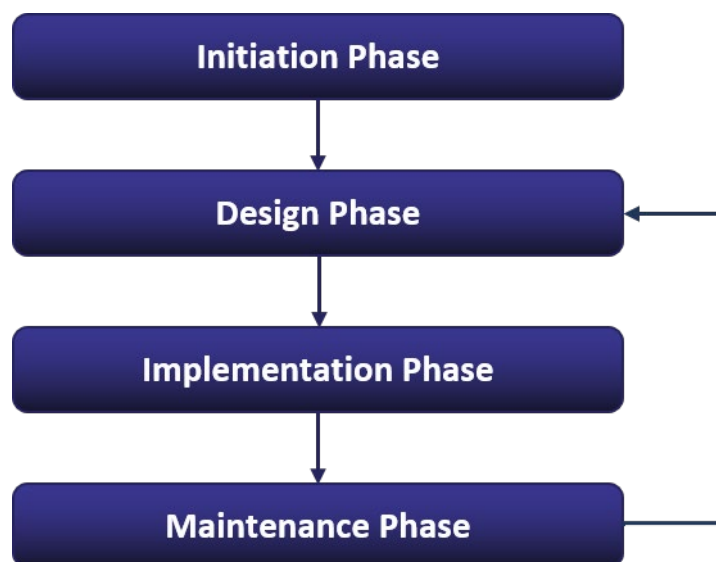 Initiation Phase
Design Phase
Implementation Phase
Maintenance Phase